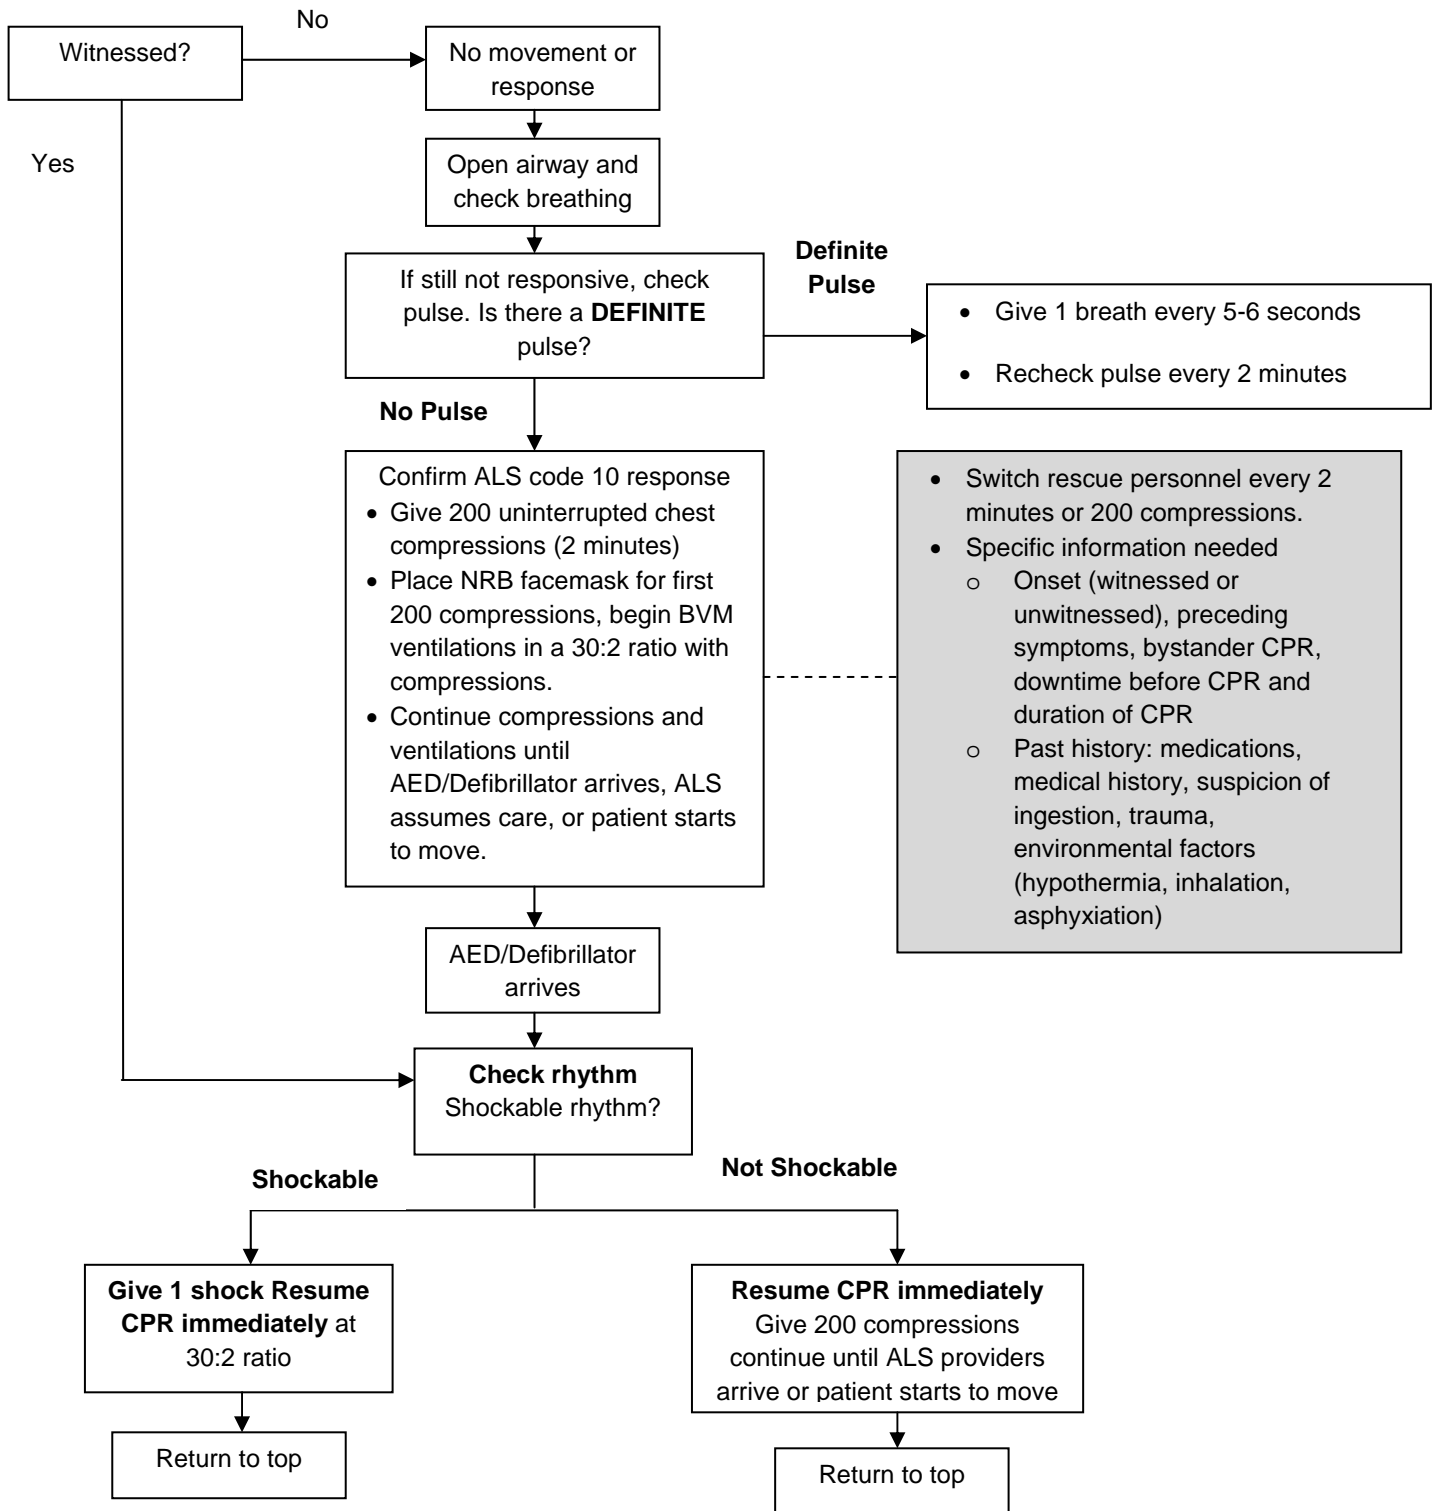 No
Witnessed?
No movement or
response
Yes
Open airway and
check breathing
If still not responsive, check
pulse. Is there a DEFINITE
pulse?
Definite
Pulse
• Give 1 breath every 5-6 seconds
• Recheck pulse every 2 minutes
No Pulse
Confirm ALS code 10 response
• Give 200 uninterrupted chest
compressions (2 minutes)
• Place NRB facemask for first
200 compressions, begin BVM
ventilations in a 30:2 ratio with
compressions.
• Continue compressions and
ventilations until
AED/Defibrillator arrives, ALS
assumes care, or patient starts
to move.
• Switch rescue personnel every 2
minutes or 200 compressions.
• Specific information needed
o Onset (witnessed or
unwitnessed), preceding
symptoms, bystander CPR,
downtime before CPR and
duration of CPR
o Past history: medications,
medical history, suspicion of
ingestion, trauma,
environmental factors
(hypothermia, inhalation,
asphyxiation)
AED/Defibrillator
arrives
Check rhythm
Shockable rhythm?
Shockable
Not Shockable
Give 1 shock Resume
CPR immediately at
30:2 ratio
Resume CPR immediately
Give 200 compressions
continue until ALS providers
arrive or patient starts to move
Return to top
Return to top